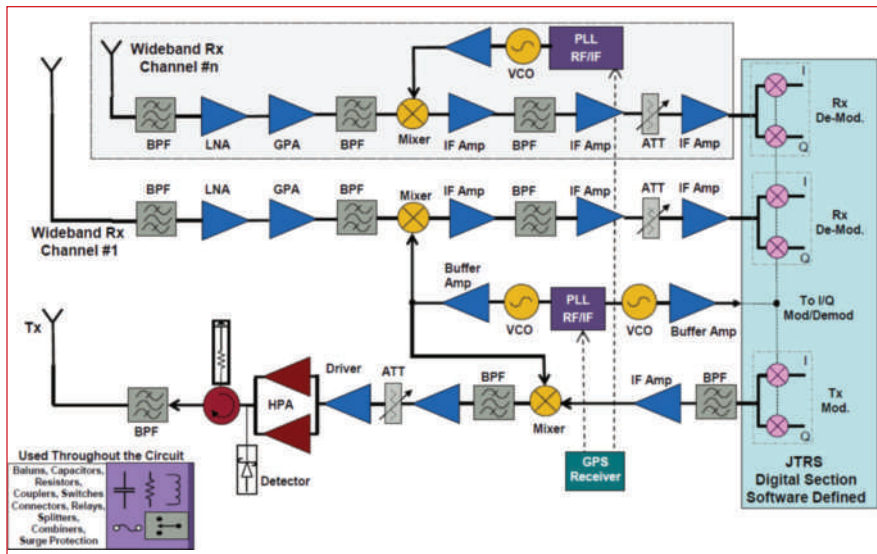 Wideband Rx
Channel #n
PLL
RF/IF
VCO
I
Rx
De-Mod.
Q
BPF
LNA
GPA
BPF
Mixer
IF Amp
BPF
IF Amp
ATT
IF Amp
BPF
LNA
GPA
BPF
Mixer
IF Amp
BPF
IF Amp
ATT
IF Amp
I
Rx
De-Mod.
Q
Wideband Rx
Channel #1
Buffer
Amp
VCO
PLL
RF/IF
VCO
Buffer Amp
To I/Q
Mod/Demod
Tx
BPF
HPA
Driver
ATT
BPF
Mixer
IF Amp
BPF
I
Tx
Mod.
Q
Detector
GPS
Receiver
JTRS
Digital Section
Software Defined
Used Throughout the Circuit
Baluns, Capacitors,
Resistors,
Couplers, Switches
Connectors, Relays,
Splitters,
Combiners,
Surge Protection